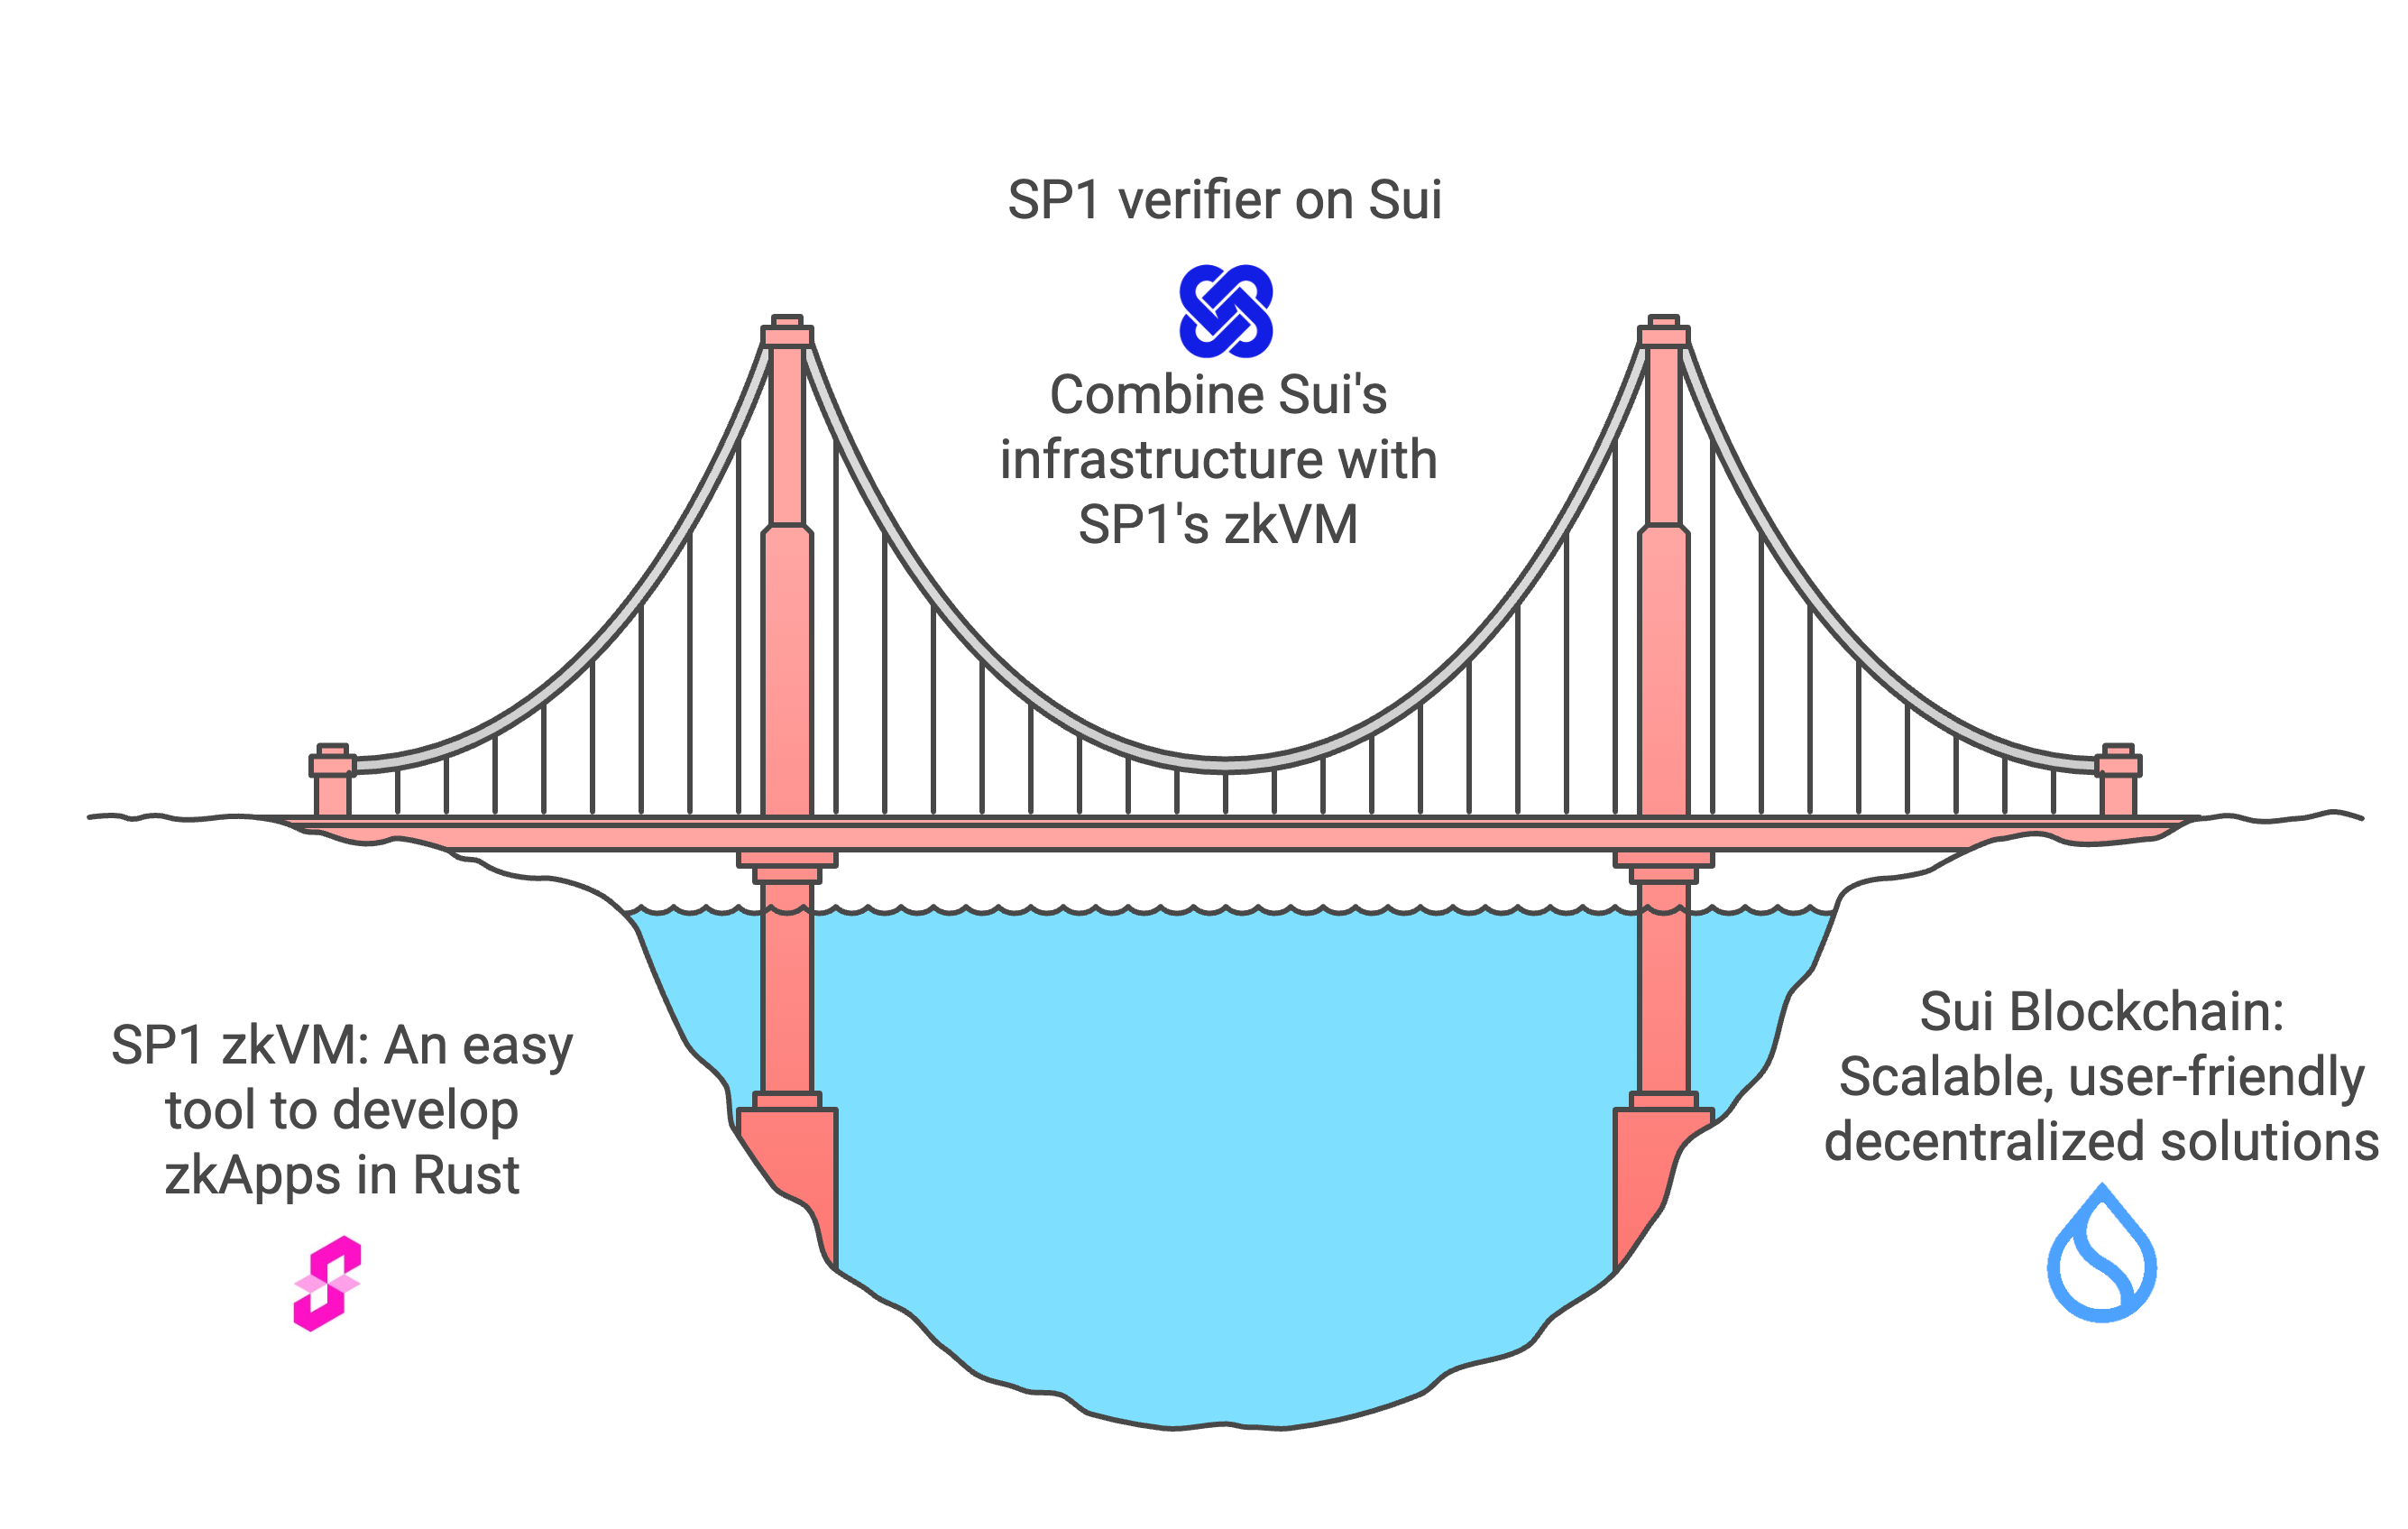 SP1 verifier on Sui
Combine Sui's
infrastructure with
SP1's zkVM
SP1 zkVM: An easy
tool to develop
zkApps in Rust
Sui Blockchain:
Scalable, user-friendly
decentralized solutions